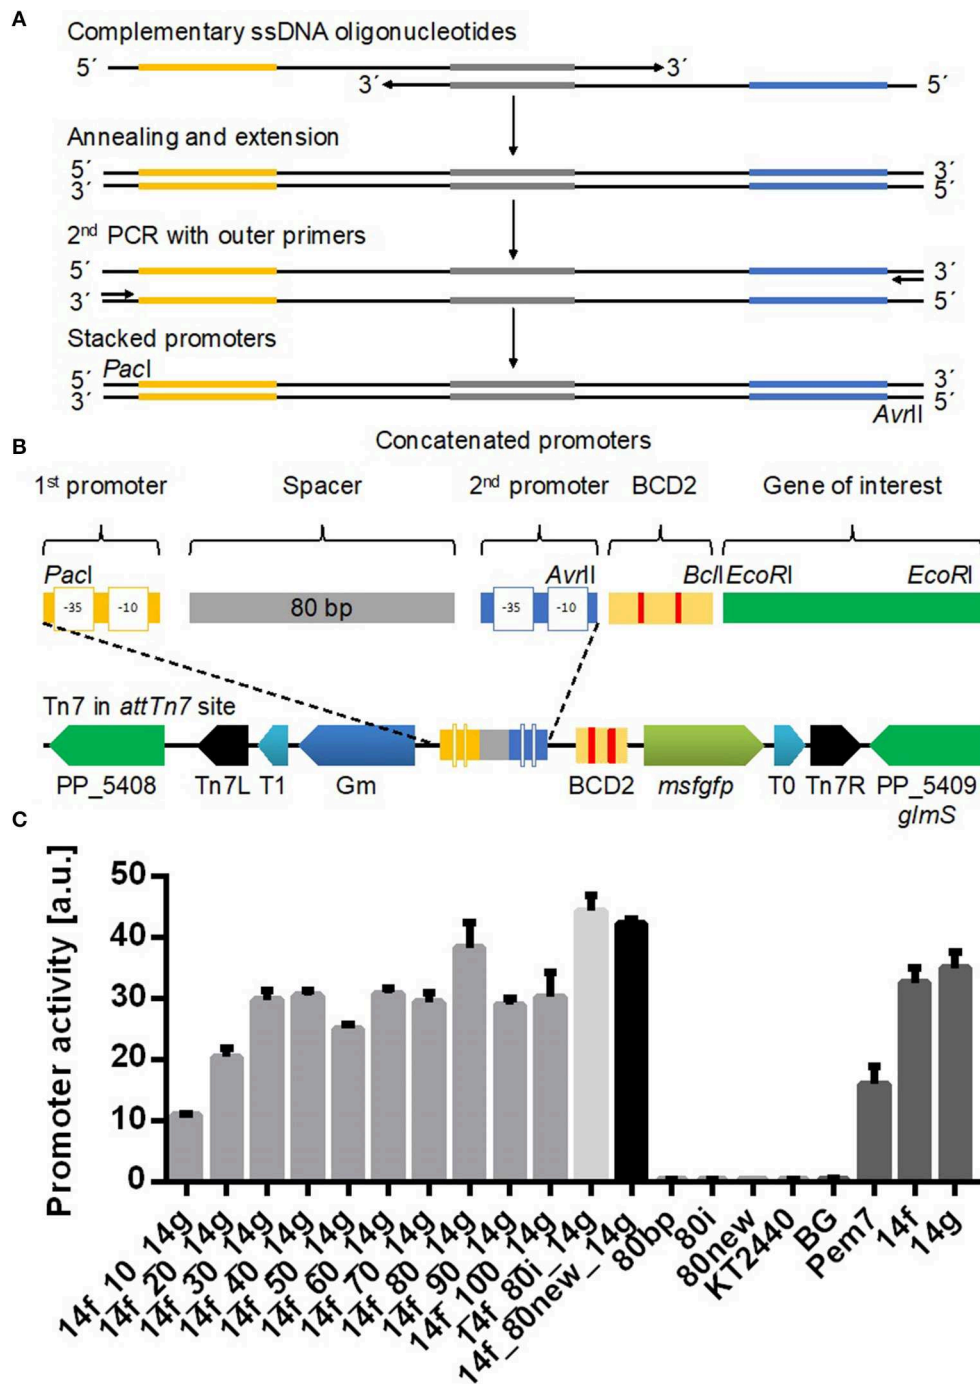 A
Complementary ssDNA oligonucleotides
5´ 3´
3´ 5´
Annealing and extension
5´ 3´
3´ 5´
2nd PCR with outer primers
5´ 3´
3´ 5´
Stacked promoters
PacI
5´ 3´
3´ 5´
AvrII
B
Concatenated promoters
1st promoter Spacer 2nd promoter BCD2 Gene of interest
PacI AvrII BclI EcoRI EcoRI
-35 -10 80 bp -35 -10
Tn7 in attTn7 site
PP_5408 Tn7L T1 Gm BCD2 msfgfp T0 Tn7R PP_5409
glmS
C
Promoter activity [a.u.]
50
40
30
20
10
0
14f_10_14g
14f_20_14g
14f_30_14g
14f_40_14g
14f_50_14g
14f_60_14g
14f_70_14g
14f_80_14g
14f_90_14g
14f_100_14g
14f_80i_14g
14f_80new_14g
80bp
80i
80new
KT2440
BG
Pem7
14f
14g